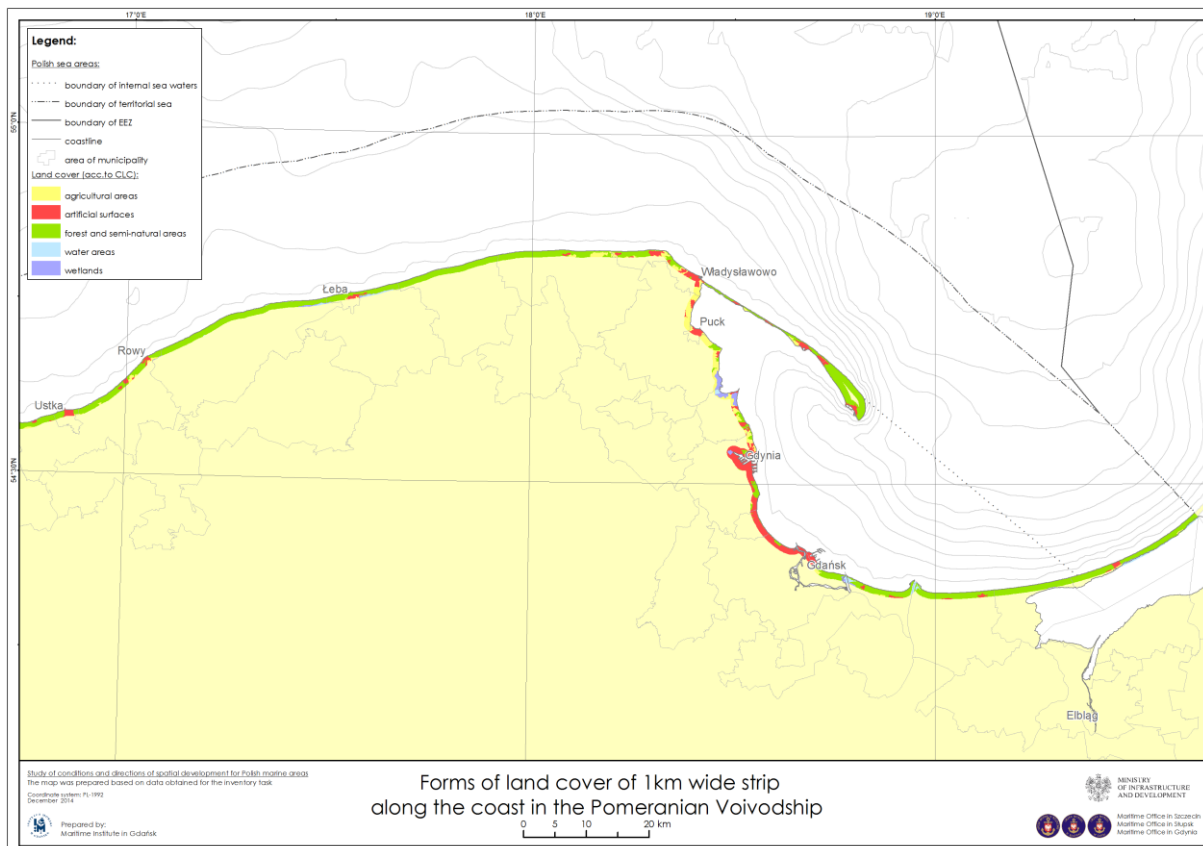 17°0'E
18°0'E
19°0'E
Legend:
Polish sea areas:
boundary of internal sea waters
boundary of territorial sea
boundary of EEZ
coastline
area of municipality
Land cover (acc.to CLC):
agricultural areas
artificial surfaces
forest and semi-natural areas
water areas
wetlands
55°0'N
54°30'N
Władysławowo
Łeba
Puck
Rowy
Ustka
Gdynia
Gdańsk
Elbląg
Study of conditions and directions of spatial development for Polish marine areas
The map was prepared based on data obtained for the inventory task
Coordinate system: PL-1992
December 2014
Prepared by:
Maritime Institute in Gdańsk
Forms of land cover of 1km wide strip
along the coast in the Pomeranian Voivodship
0 5 10 20 km
MINISTRY
OF INFRASTRUCTURE
AND DEVELOPMENT
Maritime Office in Szczecin
Maritime Office in Słupsk
Maritime Office in Gdynia